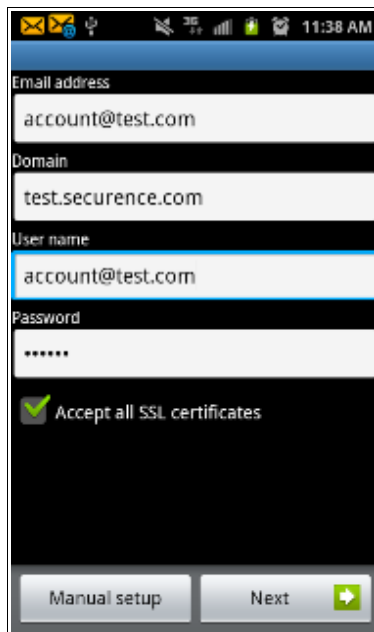 11:38 AM
Email address
account@test.com
Domain
test.securence.com
User name
account@test.com
Password
••••••
Accept all SSL certificates
Manual setup
Next